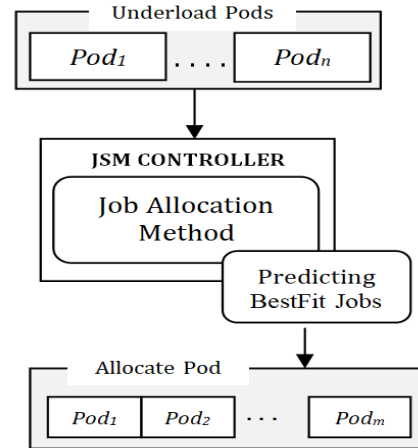 Underload Pods
Pod₁ .... Podₙ
JSM CONTROLLER
Job Allocation
Method
Predicting
BestFit Jobs
Allocate Pod
Pod₁ Pod₂ ... Podₘ